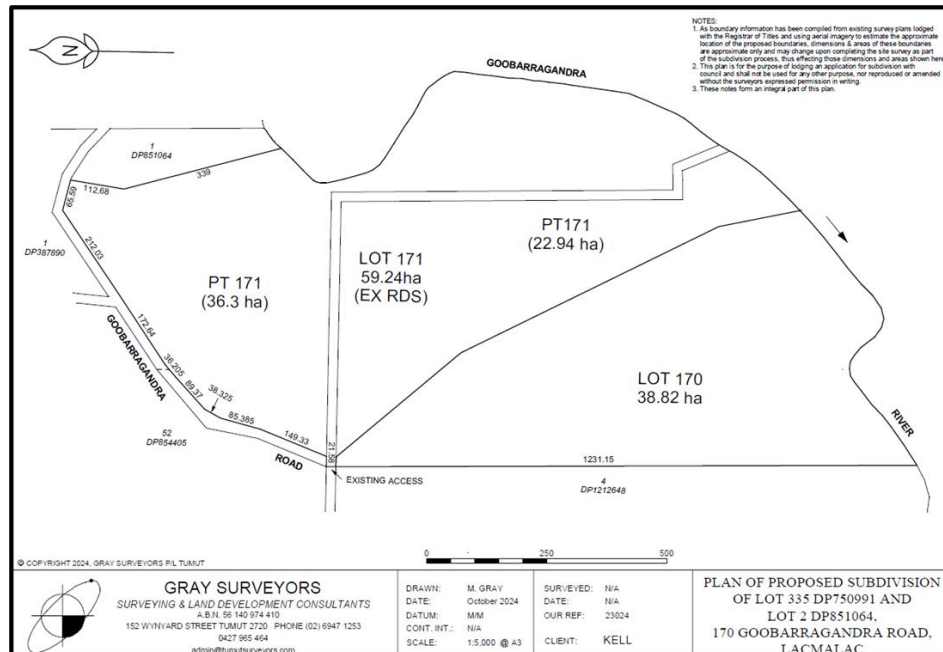 NOTES:
1. As boundary information has been compiled from existing survey plans lodged
with the Registrar of Titles and using aerial imagery to estimate the approximate
location of the proposed boundaries, dimensions & areas of these boundaries
are approximate only and may change upon completing the site survey as part
of the subdivision process, thus effecting those dimensions and areas shown here
2. This plan is for the purpose of lodging an application for subdivision with
council and shall not be used for any other purpose, nor reproduced or amended
without the surveyors expressed permission in writing.
3. These notes form an integral part of this plan.
N
GOOBARRAGANDRA
1
DP851064
339
112.68
65.59
1
DP387890
212.03
PT 171
(36.3 ha)
LOT 171
59.24ha
(EX RDS)
PT171
(22.94 ha)
172.64
GOOBARRAGANDRA
36.205
89.37
38.325
85.385
149.33
21.58
52
DP854405
ROAD
EXISTING ACCESS
LOT 170
38.82 ha
RIVER
1231.15
4
DP1212648
© COPYRIGHT 2024, GRAY SURVEYORS P/L TUMUT
0 250 500
GRAY SURVEYORS
SURVEYING & LAND DEVELOPMENT CONSULTANTS
A.B.N. 56 140 974 410
152 WYNYARD STREET TUMUT 2720 PHONE (02) 6947 1253
0427 965 464
admin@tumutsurveyors.com
DRAWN: M. GRAY
DATE: October 2024
DATUM: M/M
CONT. INT.: N/A
SCALE: 1:5,000 @ A3
SURVEYED: N/A
DATE: N/A
OUR REF: 23024
CLIENT: KELL
PLAN OF PROPOSED SUBDIVISION
OF LOT 335 DP750991 AND
LOT 2 DP851064,
170 GOOBARRAGANDRA ROAD,
LACMALAC